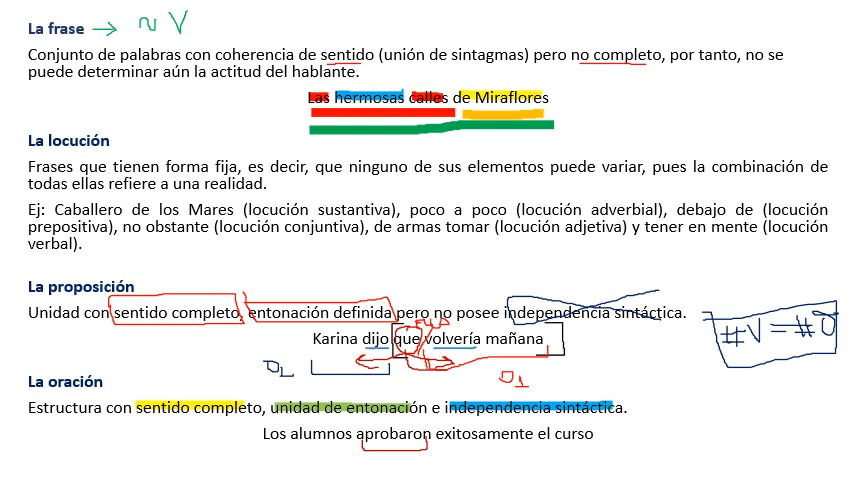 La frase → ~ V
Conjunto de palabras con coherencia de sentido (unión de sintagmas) pero no completo, por tanto, no se
puede determinar aún la actitud del hablante.
Las hermosas calles de Miraflores
La locución
Frases que tienen forma fija, es decir, que ninguno de sus elementos puede variar, pues la combinación de
todas ellas refiere a una realidad.
Ej: Caballero de los Mares (locución sustantiva), poco a poco (locución adverbial), debajo de (locución
prepositiva), no obstante (locución conjuntiva), de armas tomar (locución adjetiva) y tener en mente (locución
verbal).
La proposición
Unidad con sentido completo, entonación definida pero no posee independencia sintáctica.
Karina dijo que volvería mañana
#V = #O
La oración
Estructura con sentido completo, unidad de entonación e independencia sintáctica.
Los alumnos aprobaron exitosamente el curso